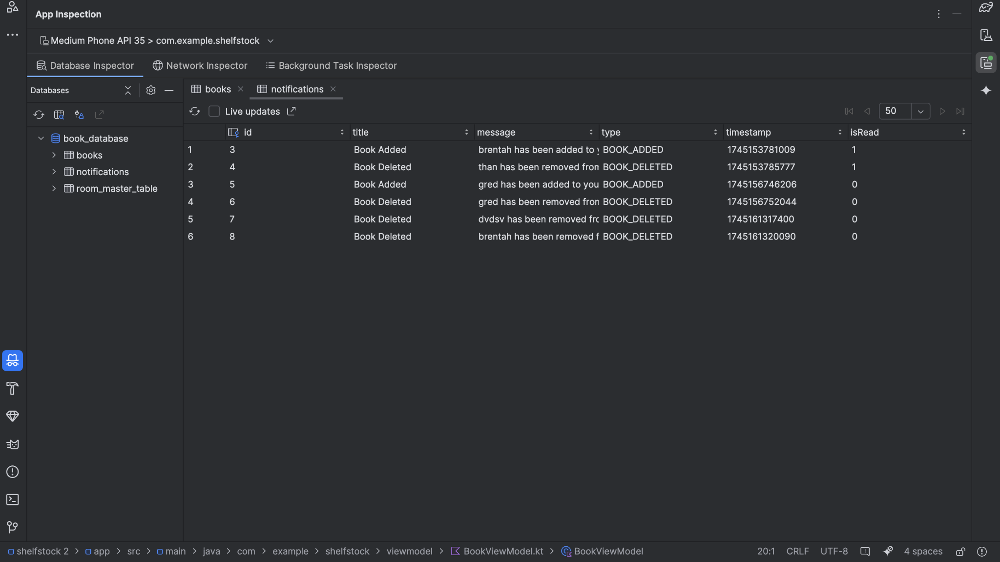 App Inspection
Medium Phone API 35 > com.example.shelfstock
Database Inspector Network Inspector Background Task Inspector
Databases
books notifications
Live updates 50
id title message type timestamp isRead
book_database
books
notifications
room_master_table
1 3 Book Added brentah has been added to y BOOK_ADDED 1745153781009 1
2 4 Book Deleted than has been removed from BOOK_DELETED 1745153785777 1
3 5 Book Added gred has been added to you BOOK_ADDED 1745156746206 0
4 6 Book Deleted gred has been removed from BOOK_DELETED 1745156752044 0
5 7 Book Deleted dvdsv has been removed fro BOOK_DELETED 1745161317400 0
6 8 Book Deleted brentah has been removed f BOOK_DELETED 1745161320090 0
shelfstock 2 > app > src > main > java > com > example > shelfstock > viewmodel > BookViewModel.kt > BookViewModel 20:1 CRLF UTF-8 4 spaces